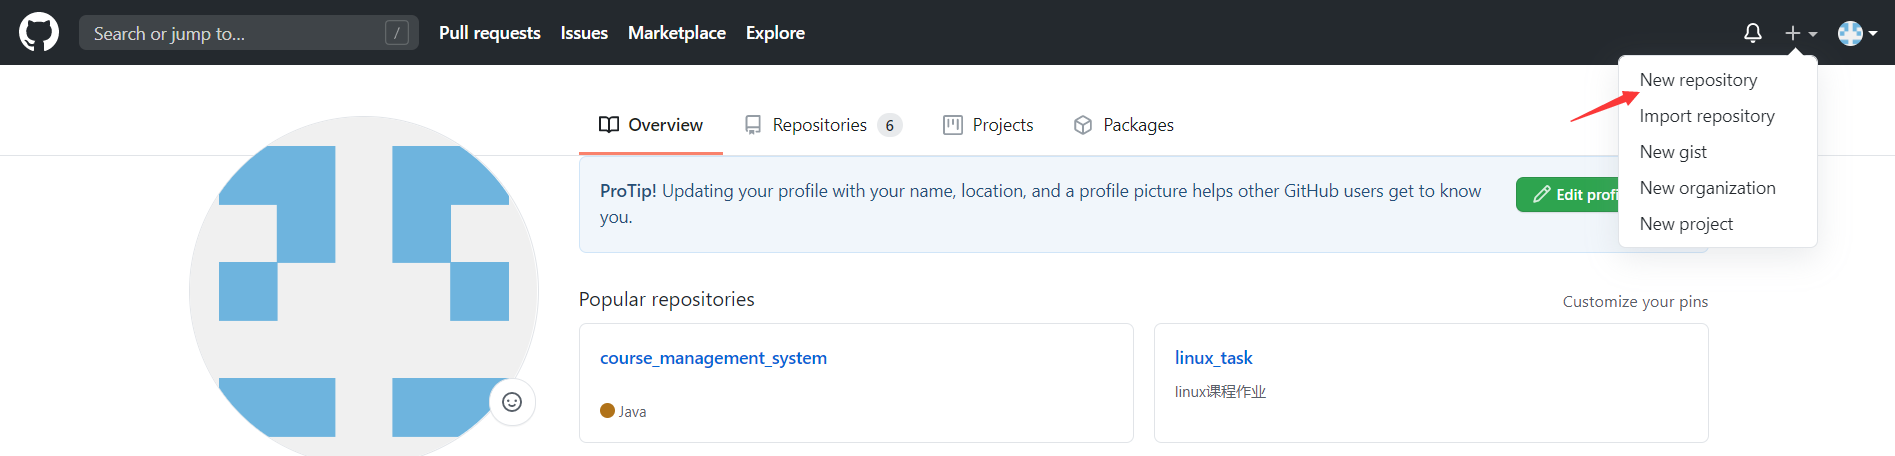 Search or jump to...
/
Pull requests
Issues
Marketplace
Explore
New repository
Import repository
New gist
New organization
New project
Overview
Repositories 6
Projects
Packages
ProTip! Updating your profile with your name, location, and a profile picture helps other GitHub users get to know
you.
Edit profi
Popular repositories
Customize your pins
course_management_system
Java
linux_task
linux课程作业